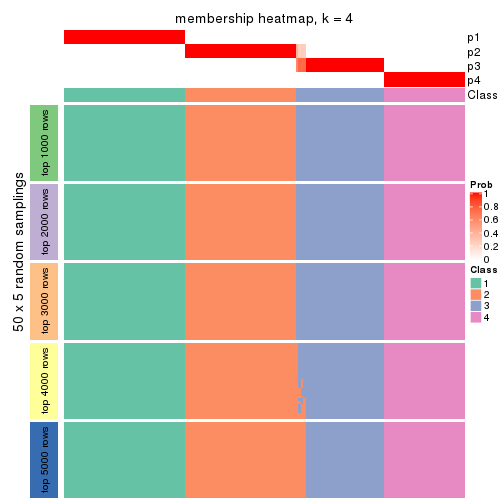 membership heatmap, k = 4
p1
p2
p3
p4
Class
50 x 5 random samplings
top 1000 rows
top 2000 rows
top 3000 rows
top 4000 rows
top 5000 rows
Prob
1
0.8
0.6
0.4
0.2
0
Class
1
2
3
4